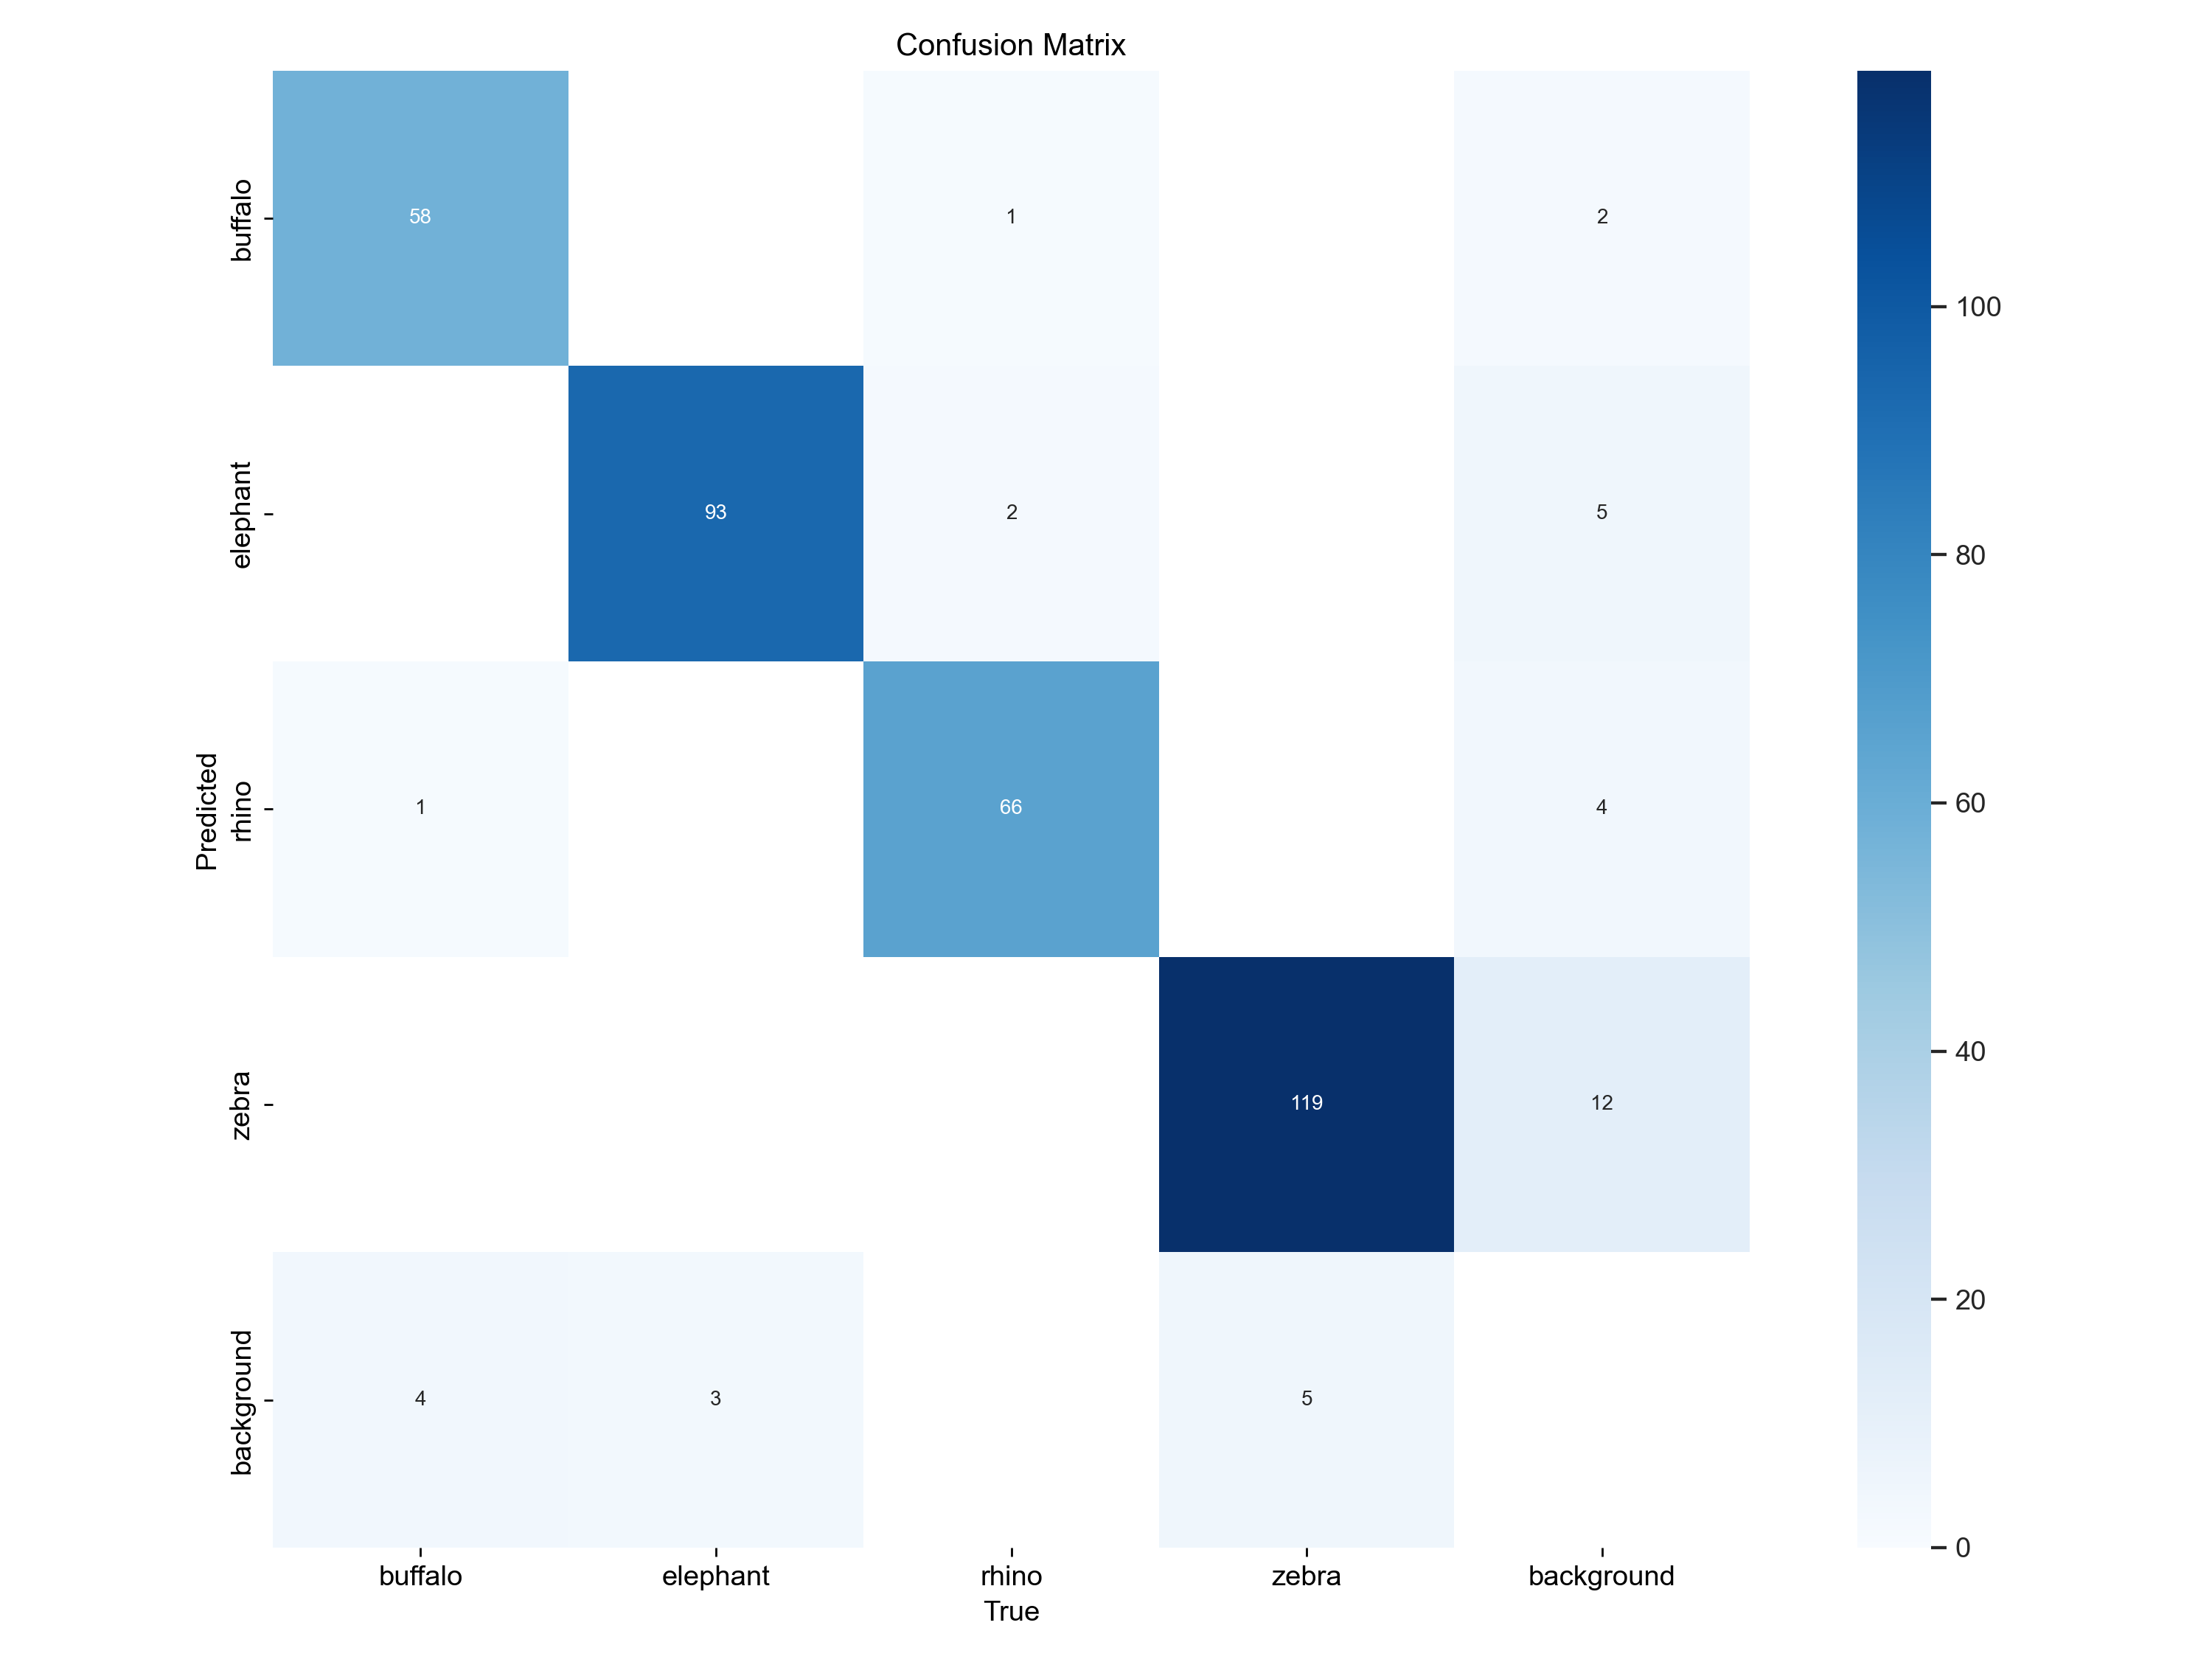 Confusion Matrix
buffalo
58
1
2
elephant
93
2
5
Predicted
rhino
1
66
4
zebra
119
12
background
4
3
5
buffalo
elephant
rhino
zebra
background
True
100
80
60
40
20
0